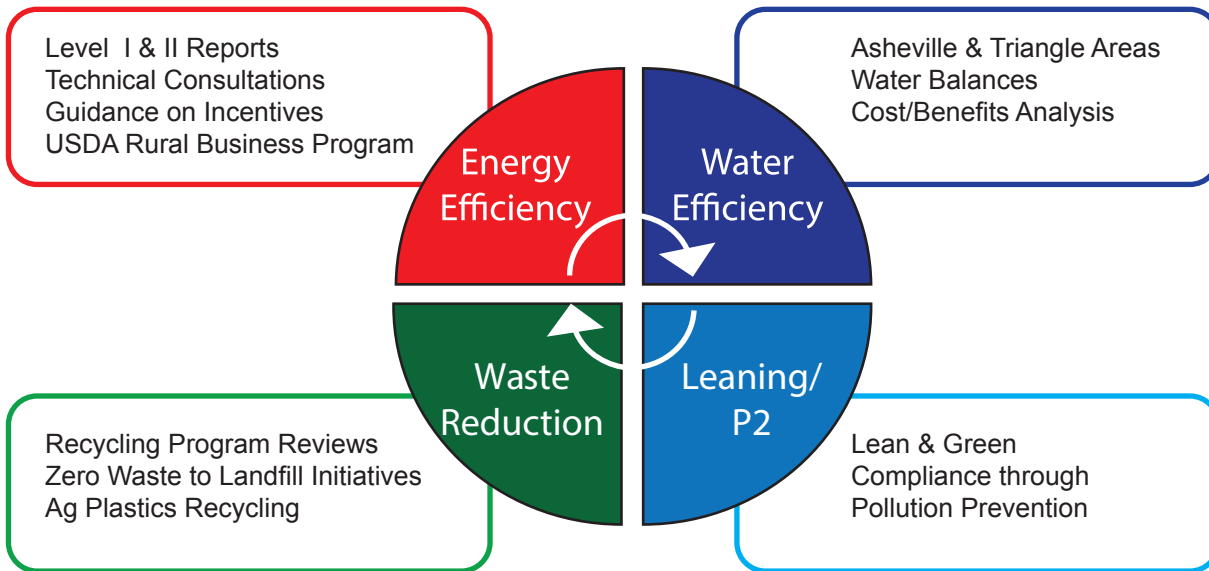 Level I & II Reports
Technical Consultations
Guidance on Incentives
USDA Rural Business Program
Asheville & Triangle Areas
Water Balances
Cost/Benefits Analysis
Energy
Efficiency
Water
Efficiency
Waste
Reduction
Leaning/
P2
Recycling Program Reviews
Zero Waste to Landfill Initiatives
Ag Plastics Recycling
Lean & Green
Compliance through
Pollution Prevention